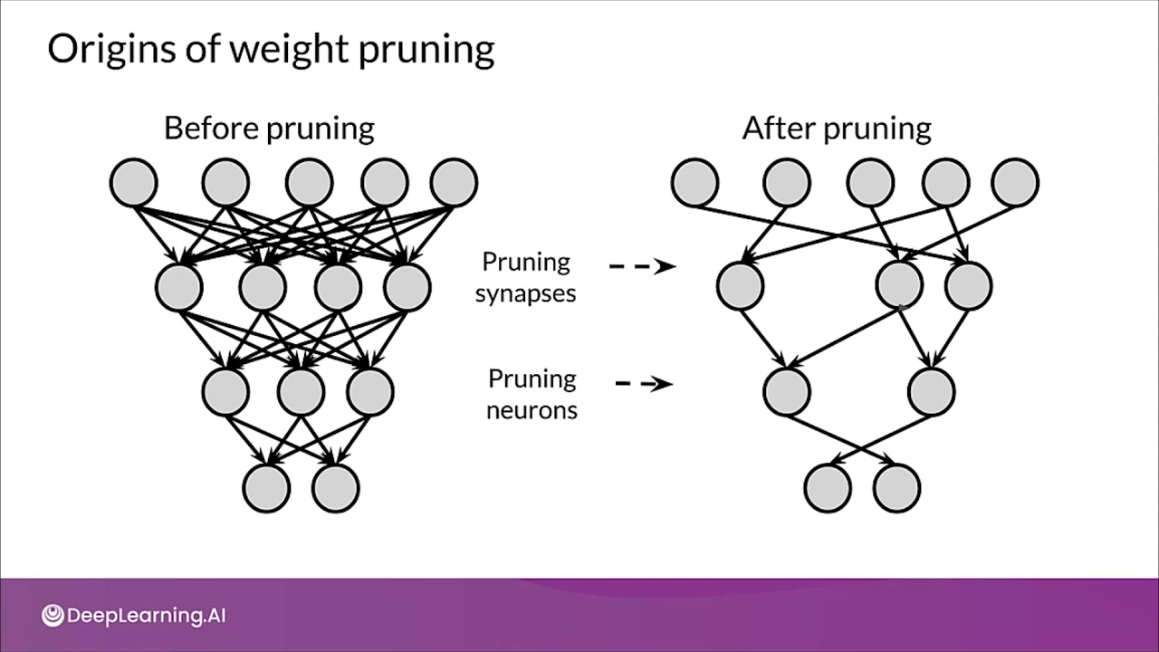 Origins of weight pruning
Before pruning
After pruning
Pruning
synapses
Pruning
neurons
DeepLearning.AI